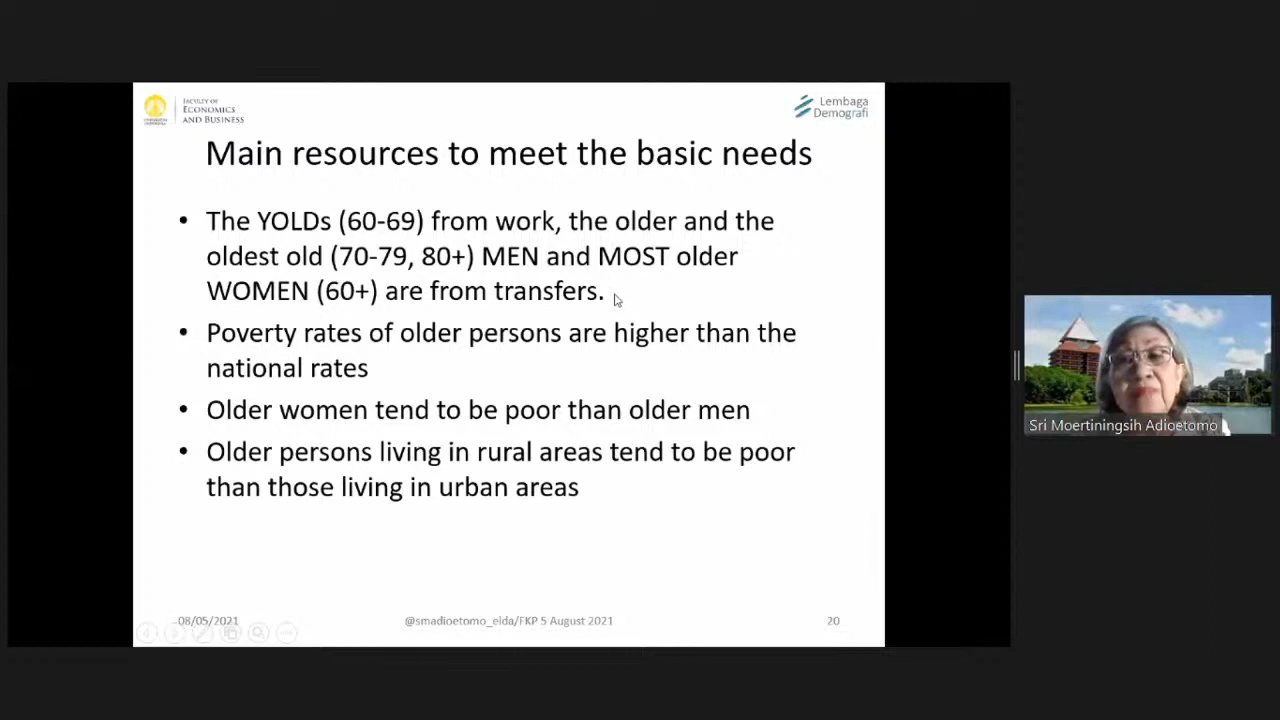 FACULTY OF
ECONOMICS
AND BUSINESS
Lembaga
Demografi
Main resources to meet the basic needs
• The YOLDs (60-69) from work, the older and the
oldest old (70-79, 80+) MEN and MOST older
WOMEN (60+) are from transfers.
• Poverty rates of older persons are higher than the
national rates
• Older women tend to be poor than older men
• Older persons living in rural areas tend to be poor
than those living in urban areas
08/05/2021
@smadioetomo_elda/FKP 5 August 2021
20
Sri Moertiningsih Adioetomo